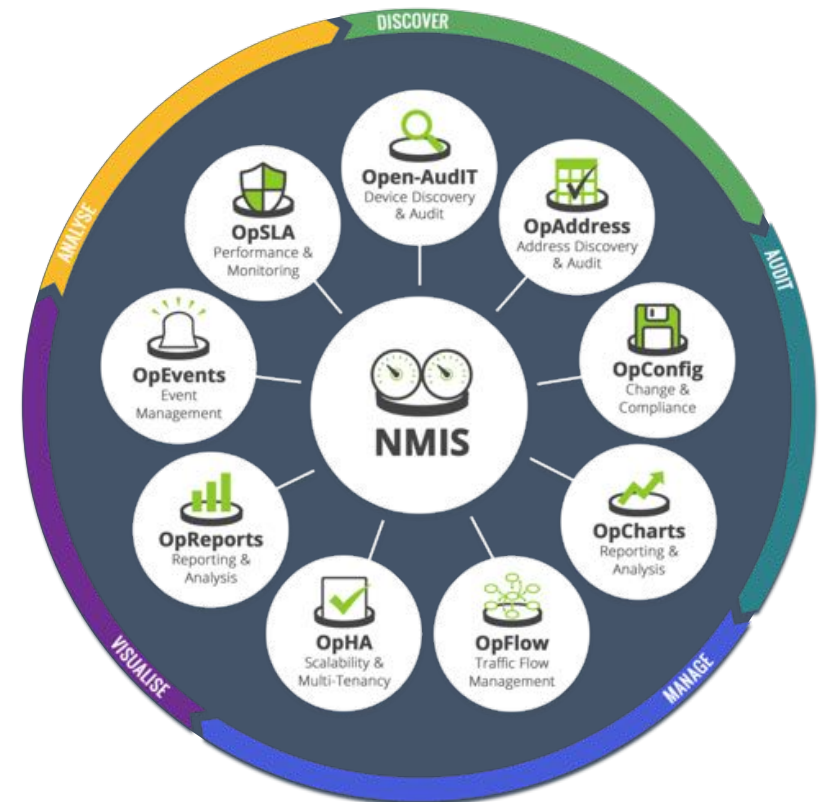 DISCOVER
Open-AudIT
Device Discovery
& Audit
OpAddress
Address Discovery
& Audit
AUDIT
OpConfig
Change &
Compliance
OpCharts
Reporting &
Analysis
MANAGE
OpFlow
Traffic Flow
Management
OpHA
Scalability &
Multi-Tenancy
VISUALISE
OpReports
Reporting &
Analysis
OpEvents
Event
Management
ANALYSE
OpSLA
Performance &
Monitoring
NMIS